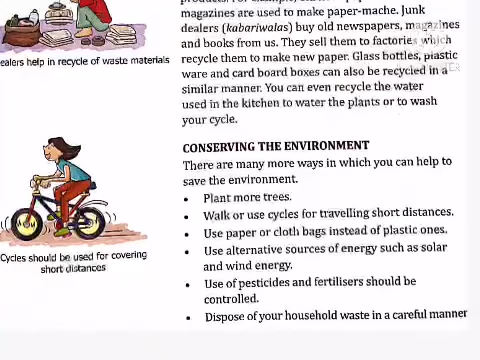 magazines are used to make paper-mache. Junk
dealers (kabariwalas) buy old newspapers, magazines
and books from us. They sell them to factories which
recycle them to make new paper. Glass bottles, plastic
ware and card board boxes can also be recycled in a
similar manner. You can even recycle the water
used in the kitchen to water the plants or to wash
your cycle.
ealers help in recycle of waste materials
CONSERVING THE ENVIRONMENT
There are many more ways in which you can help to
save the environment.
• Plant more trees.
• Walk or use cycles for travelling short distances.
• Use paper or cloth bags instead of plastic ones.
• Use alternative sources of energy such as solar
and wind energy.
• Use of pesticides and fertilisers should be
controlled.
• Dispose of your household waste in a careful manner
Cycles should be used for covering
short distances